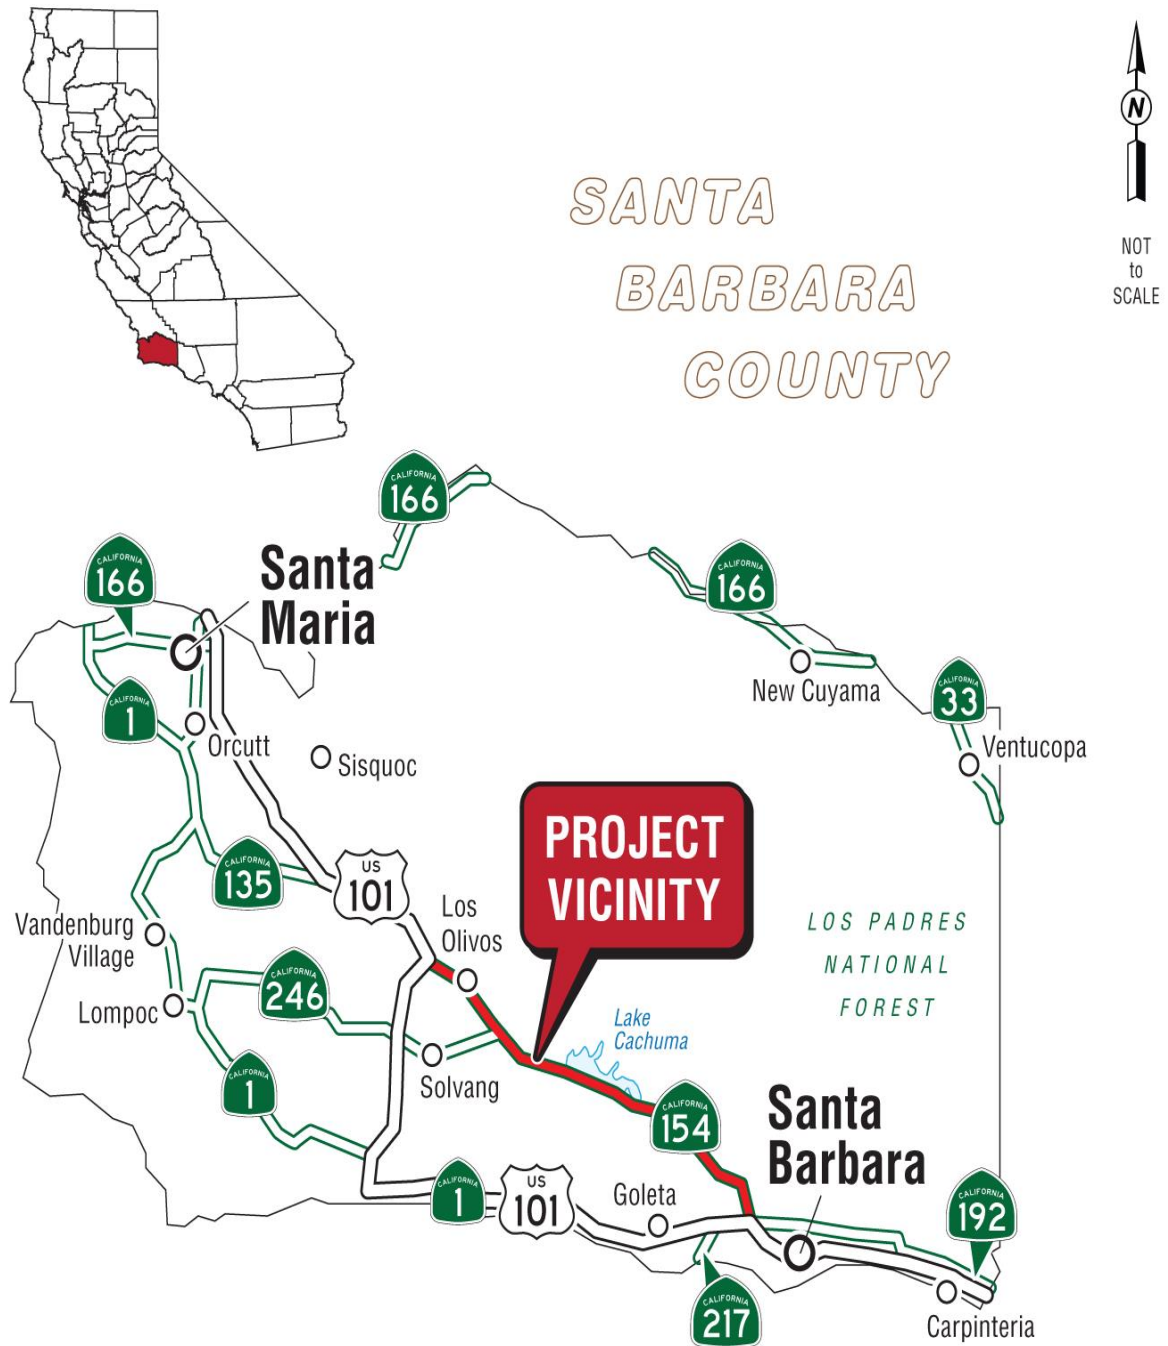 N
NOT
to
SCALE
SANTA
BARBARA
COUNTY
CALIFORNIA
166
CALIFORNIA
166
Santa
Maria
CALIFORNIA
166
New Cuyama
CALIFORNIA
33
Ventucopa
CALIFORNIA
1
Orcutt
Sisquoc
PROJECT
VICINITY
CALIFORNIA
135
US
101
Los
Olivos
LOS PADRES
NATIONAL
FOREST
Vandenburg
Village
CALIFORNIA
246
Lompoc
Lake
Cachuma
Solvang
CALIFORNIA
1
CALIFORNIA
154
Santa
Barbara
CALIFORNIA
1
US
101
Goleta
CALIFORNIA
192
CALIFORNIA
217
Carpinteria